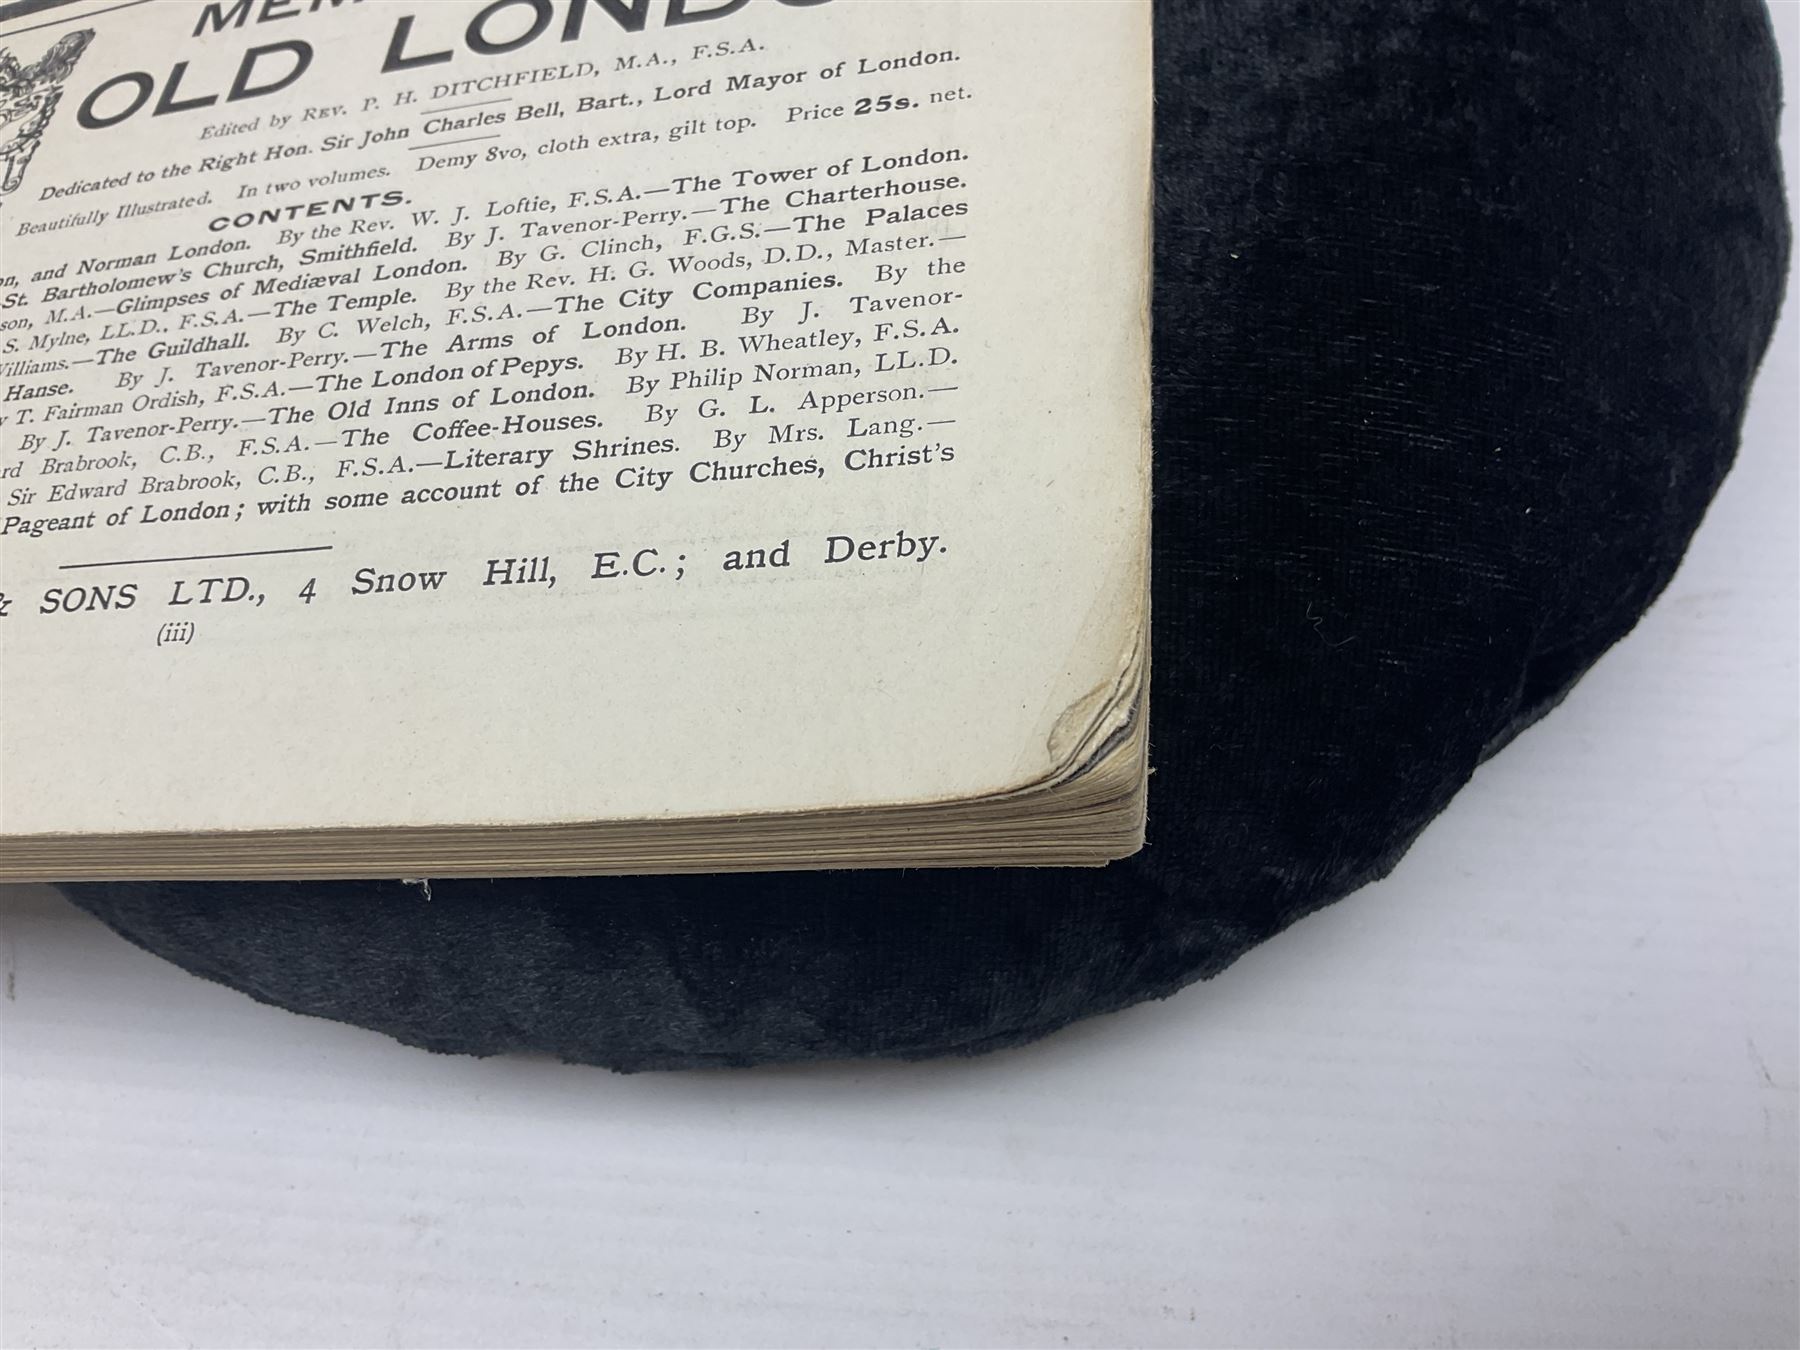 OLD
Edited by REV. P. H. DITCHFIELD, M.A., F.S.A.
Dedicated to the Right Hon. Sir John Charles Bell, Bart., Lord Mayor of London.
Beautifully Illustrated. In two volumes. Demy 8vo, cloth extra, gilt top. Price 25s. net.
CONTENTS.
and Norman London. By the Rev. W. J. Loftie, F.S.A.—The Tower of London.
St. Bartholomew's Church, Smithfield. By J. Tavenor-Perry.—The Charterhouse.
M.A.—Glimpses of Mediæval London. By G. Clinch, F.G.S.—The Palaces
S. Mylne, LL.D., F.S.A.—The Temple. By the Rev. H. G. Woods, D.D., Master.—
Williams.—The Guildhall. By C. Welch, F.S.A.—The City Companies. By the
Hanse. By J. Tavenor-Perry.—The Arms of London. By J. Tavenor-
T. Fairman Ordish, F.S.A.—The London of Pepys. By H. B. Wheatley, F.S.A.
By J. Tavenor-Perry.—The Old Inns of London. By Philip Norman, LL.D.
Brabrook, C.B., F.S.A.—The Coffee-Houses. By G. L. Apperson.—
Sir Edward Brabrook, C.B., F.S.A.—Literary Shrines. By Mrs. Lang.—
Pageant of London; with some account of the City Churches, Christ's
& SONS LTD., 4 Snow Hill, E.C.; and Derby.
(iii)